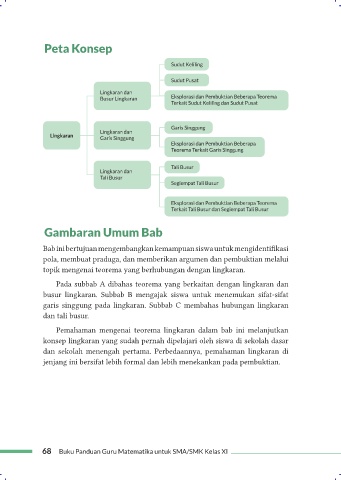 Peta Konsep
Sudut Keliling
Sudut Pusat
Lingkaran dan
Busur Lingkaran
Eksplorasi dan Pembuktian Beberapa Teorema
Terkait Sudut Keliling dan Sudut Pusat
Garis Singgung
Lingkaran
Lingkaran dan
Garis Singgung
Eksplorasi dan Pembuktian Beberapa
Teorema Terkait Garis Singgung
Tali Busur
Lingkaran dan
Tali Busur
Segiempat Tali Busur
Eksplorasi dan Pembuktian Beberapa Teorema
Terkait Tali Busur dan Segiempat Tali Busur
Gambaran Umum Bab
Bab ini bertujuan mengembangkan kemampuan siswa untuk mengidentifikasi
pola, membuat praduga, dan memberikan argumen dan pembuktian melalui
topik mengenai teorema yang berhubungan dengan lingkaran.
Pada subbab A dibahas teorema yang berkaitan dengan lingkaran dan
busur lingkaran. Subbab B mengajak siswa untuk menemukan sifat-sifat
garis singgung pada lingkaran. Subbab C membahas hubungan lingkaran
dan tali busur.
Pemahaman mengenai teorema lingkaran dalam bab ini melanjutkan
konsep lingkaran yang sudah pernah dipelajari oleh siswa di sekolah dasar
dan sekolah menengah pertama. Perbedaannya, pemahaman lingkaran di
jenjang ini bersifat lebih formal dan lebih menekankan pada pembuktian.
68 Buku Panduan Guru Matematika untuk SMA/SMK Kelas XI